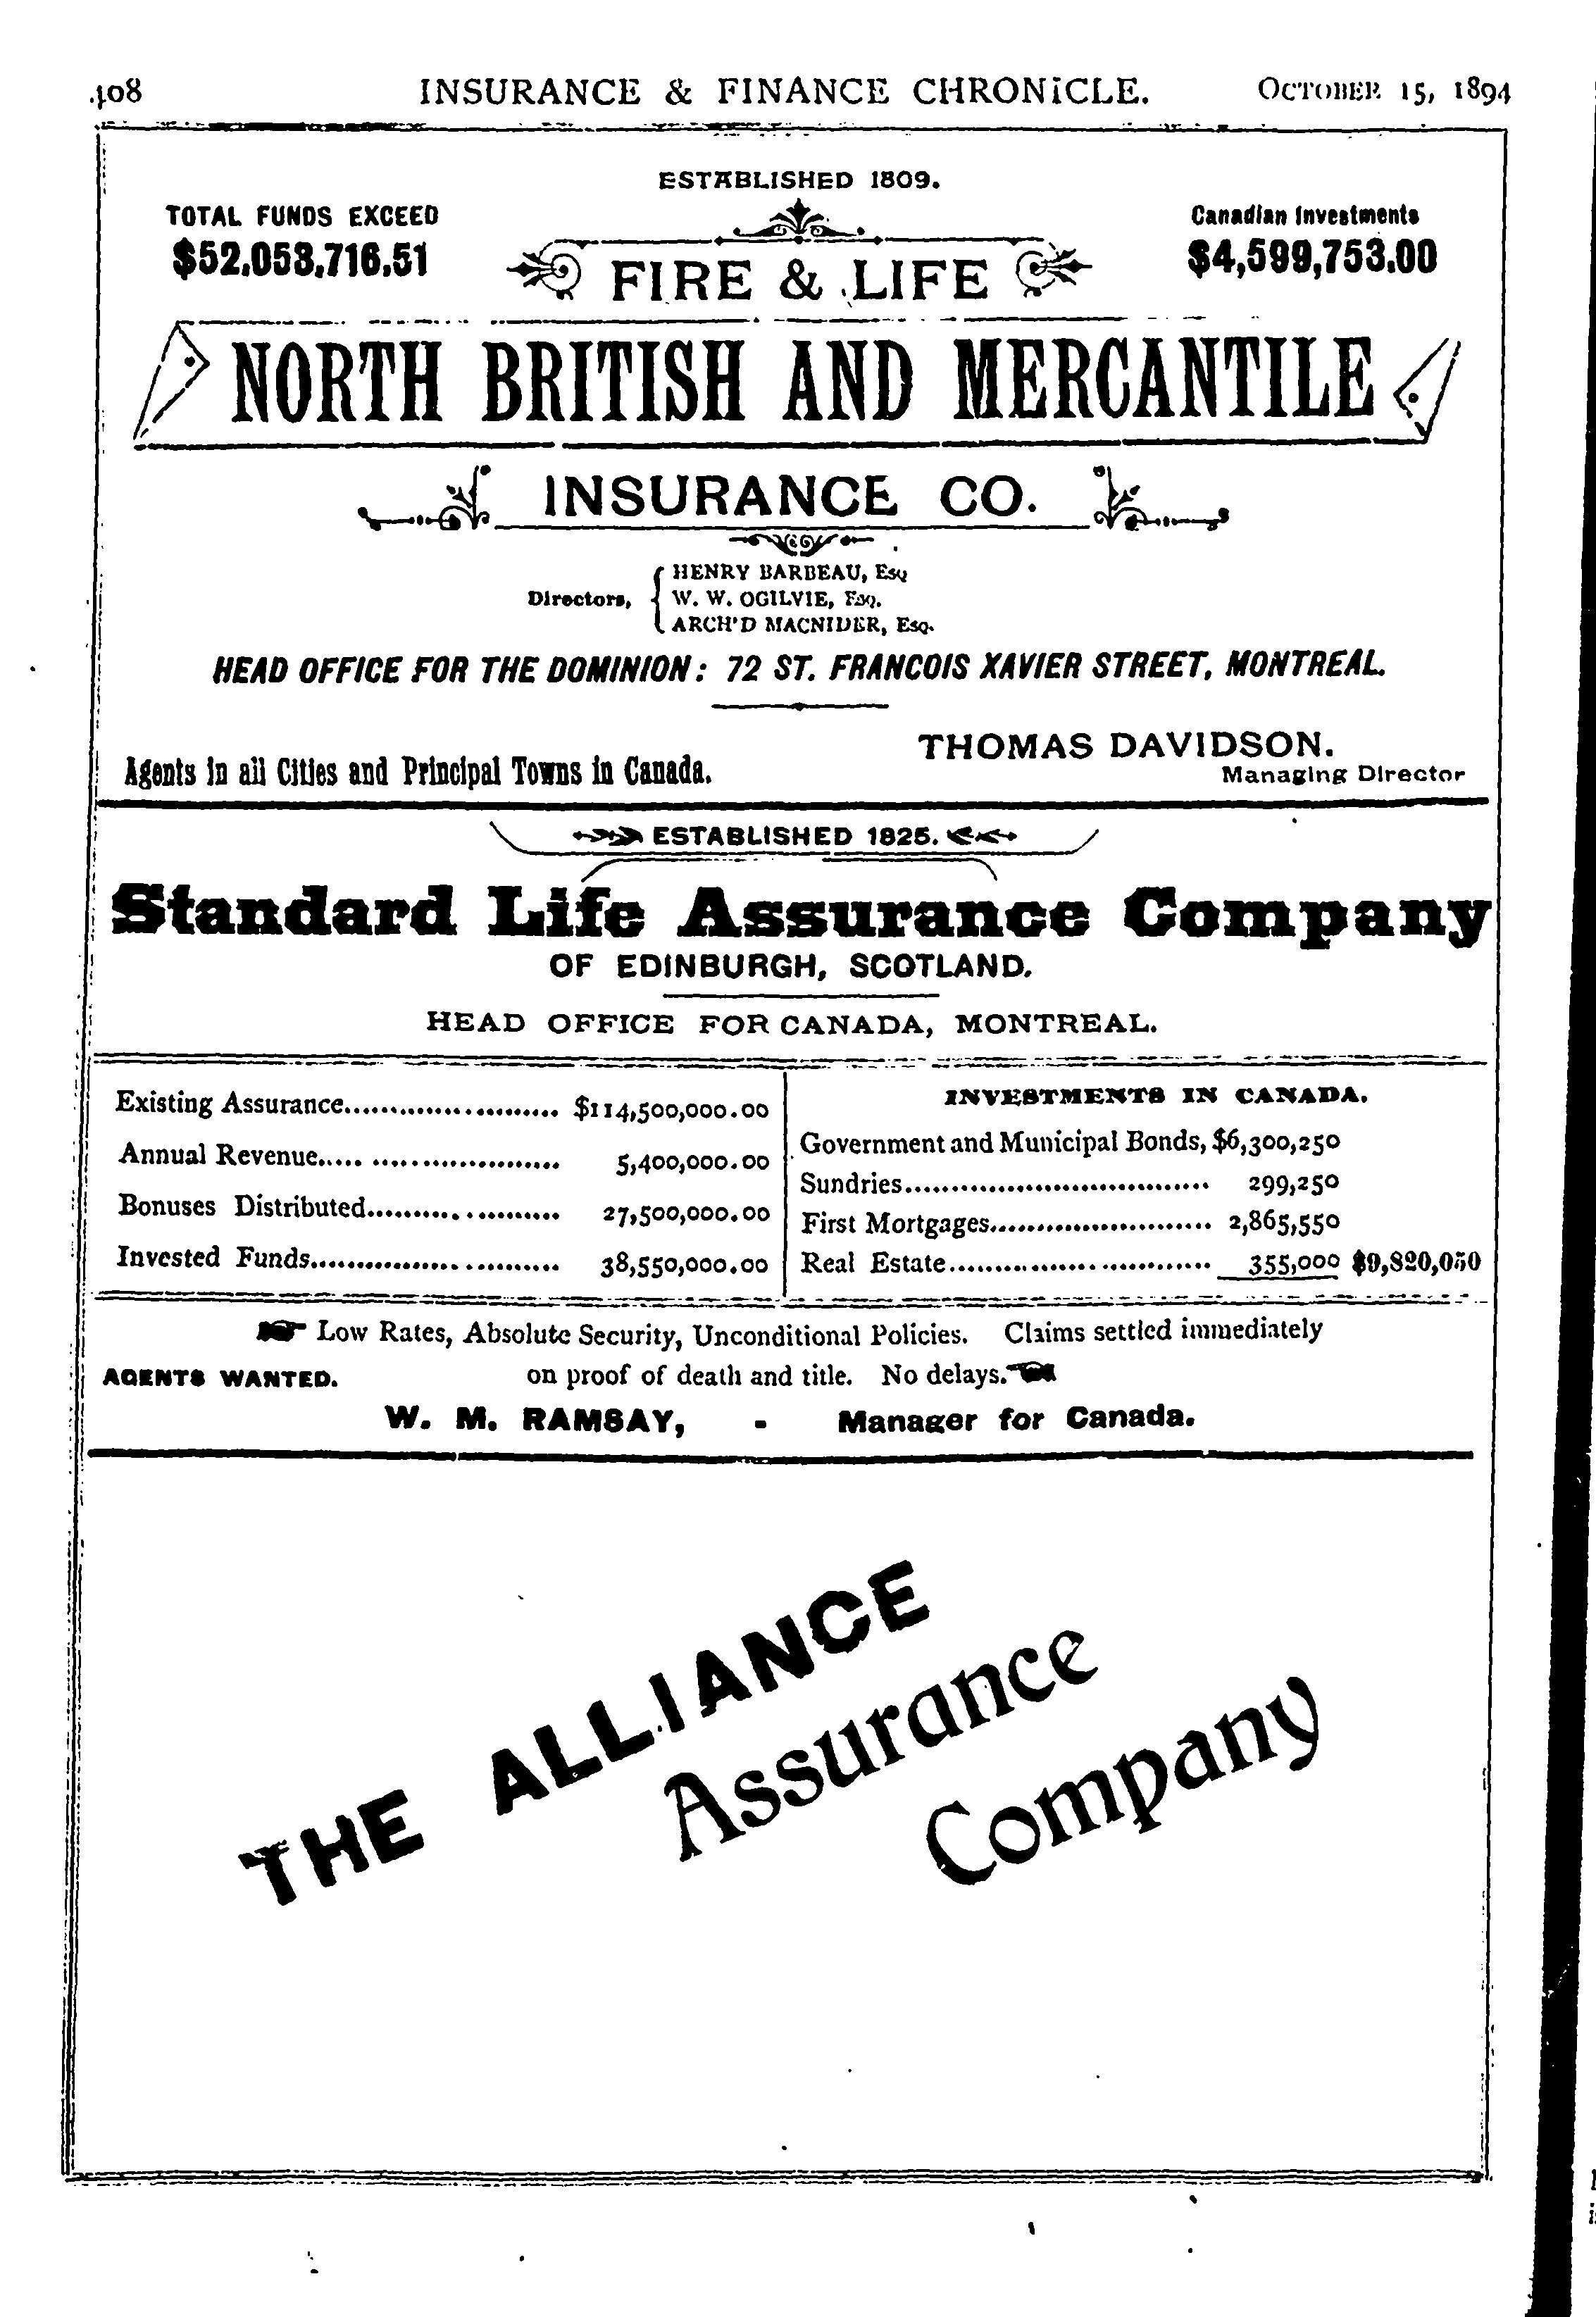 408 INSURANCE & FINANCE CHRONICLE. OCTOBER 15, 1894
ESTABLISHED 1809.
TOTAL FUNDS EXCEED
$52,053,716.51
Canadian Investments
$4,599,753.00
FIRE & LIFE
NORTH BRITISH AND MERCANTILE
INSURANCE CO.
Directors,
HENRY BARBEAU, Esq
W. W. OGILVIE, Esq.
ARCH'D MACNIDER, Esq.
HEAD OFFICE FOR THE DOMINION: 72 ST. FRANCOIS XAVIER STREET, MONTREAL.
Agents in all Cities and Principal Towns in Canada.
THOMAS DAVIDSON.
Managing Director
ESTABLISHED 1825.
Standard Life Assurance Company
OF EDINBURGH, SCOTLAND.
HEAD OFFICE FOR CANADA, MONTREAL.
Existing Assurance........................ $114,500,000.00
Annual Revenue........................ 5,400,000.00
Bonuses Distributed..................... 27,500,000.00
Invested Funds........................... 38,550,000.00
INVESTMENTS IN CANADA.
Government and Municipal Bonds, $6,300,250
Sundries................................. 299,250
First Mortgages........................ 2,865,550
Real Estate............................. 355,000 $9,820,050
Low Rates, Absolute Security, Unconditional Policies. Claims settled immediately
on proof of death and title. No delays.
AGENTS WANTED.
W. M. RAMSAY, - Manager for Canada.
THE ALLIANCE
Assurance
Company